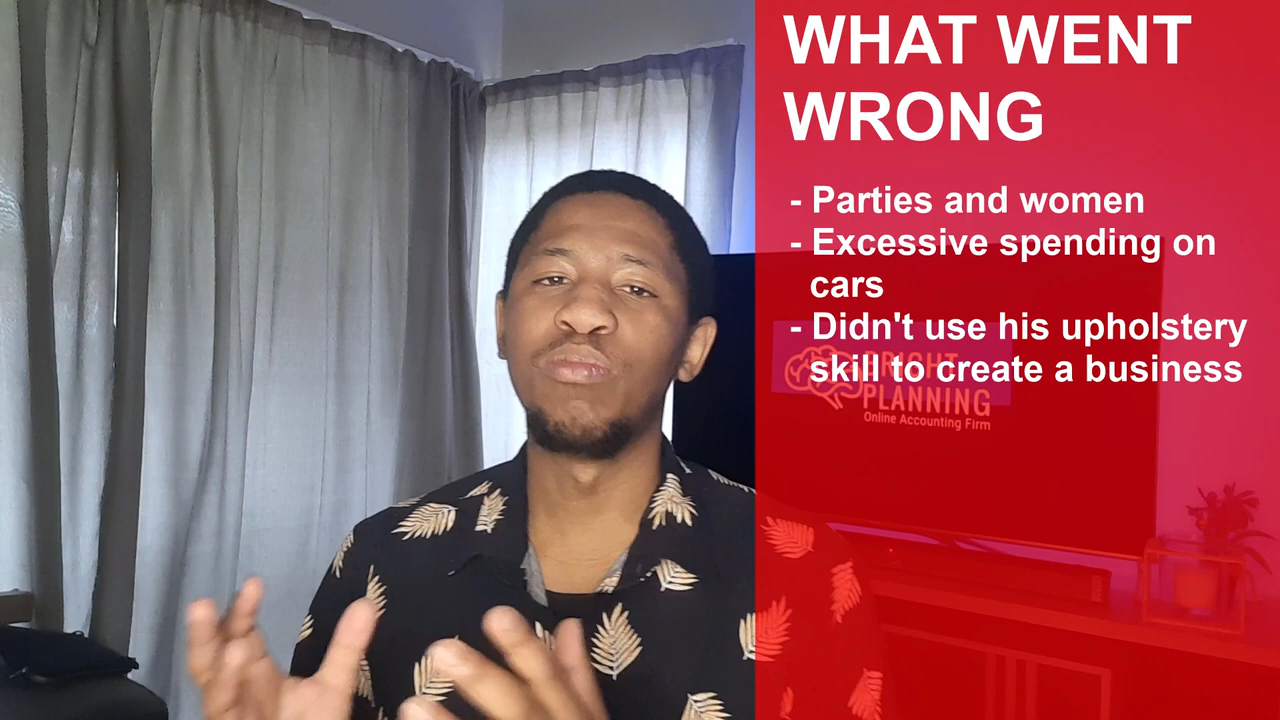 WHAT WENT
WRONG
- Parties and women
- Excessive spending on
cars
- Didn't use his upholstery
skill to create a business
BRIGHT
PLANNING
Online Accounting Firm